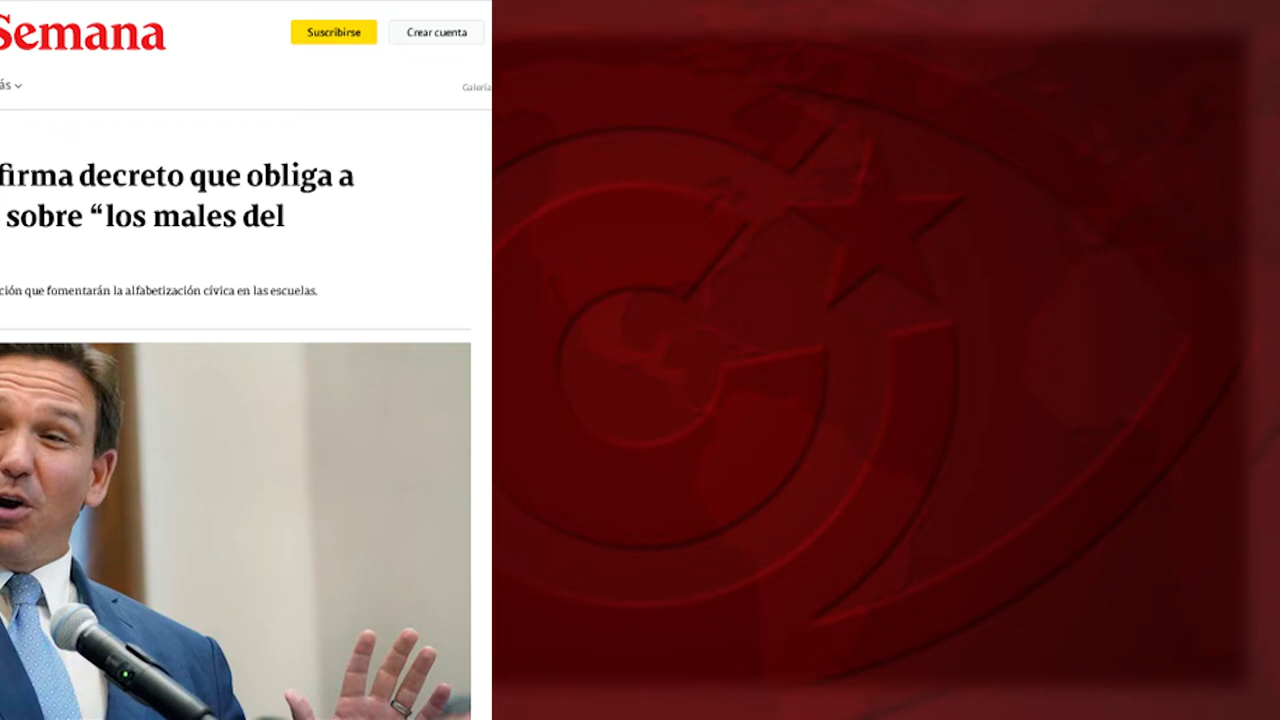 Semana
Suscribirse
Crear cuenta
ás
Galería
firma decreto que obliga a
sobre “los males del
ción que fomentarán la alfabetización cívica en las escuelas.